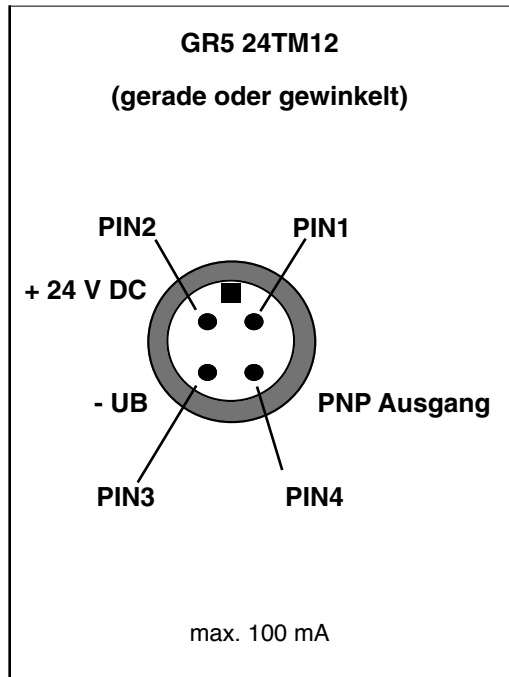 GR5 24TM12
(gerade oder gewinkelt)
PIN2 PIN1
+ 24 V DC
- UB PNP Ausgang
PIN3 PIN4
max. 100 mA